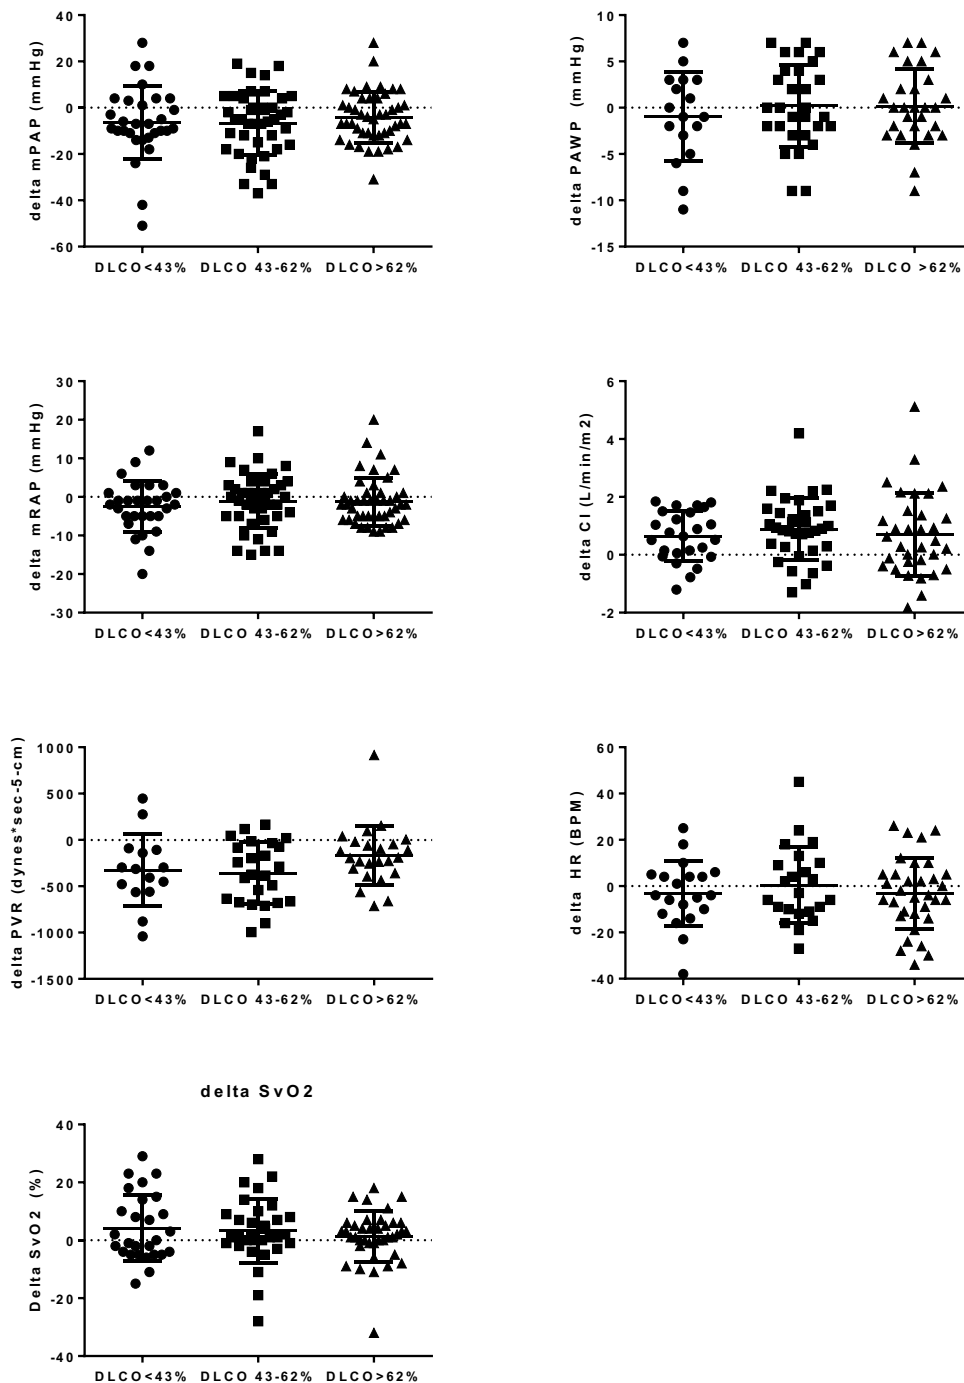 delta mPAP (mmHg)
40
20
0
-20
-40
-60
DLCO<43% DLCO 43-62% DLCO>62%
delta PAWP (mmHg)
10
5
0
-5
-10
-15
DLCO<43% DLCO 43-62% DLCO >62%
delta mRAP (mmHg)
30
20
10
0
-10
-20
-30
DLCO<43% DLCO 43-62% DLCO>62%
delta CI (L/min/m2)
6
4
2
0
-2
DLCO<43% DLCO 43-62% DLCO>62%
delta PVR (dynes*sec-5-cm)
1000
500
0
-500
-1000
-1500
DLCO<43% DLCO 43-62% DLCO>62%
delta HR (BPM)
60
40
20
0
-20
-40
DLCO<43% DLCO 43-62% DLCO>62%
delta SvO2
Delta SvO2 (%)
40
20
0
-20
-40
DLCO<43% DLCO 43-62% DLCO>62%